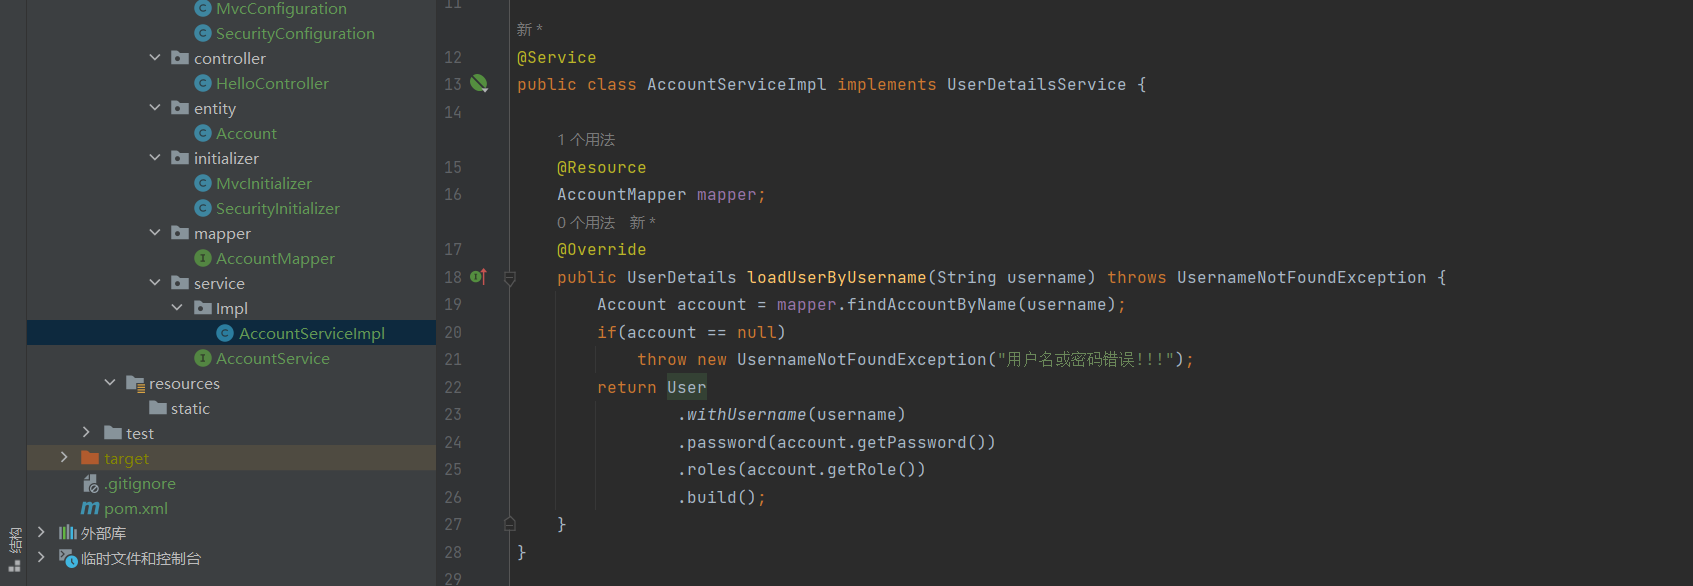 MvcConfiguration
SecurityConfiguration
controller
HelloController
entity
Account
initializer
MvcInitializer
SecurityInitializer
mapper
AccountMapper
service
Impl
AccountServiceImpl
AccountService
resources
static
test
target
.gitignore
pom.xml
外部库
临时文件和控制台
结构
11
新 *
12 @Service
13 public class AccountServiceImpl implements UserDetailsService {
14
1 个用法
15 @Resource
16 AccountMapper mapper;
0 个用法 新 *
17 @Override
18 public UserDetails loadUserByUsername(String username) throws UsernameNotFoundException {
19 Account account = mapper.findAccountByName(username);
20 if(account == null)
21 throw new UsernameNotFoundException("用户名或密码错误!!!");
22 return User
23 .withUsername(username)
24 .password(account.getPassword())
25 .roles(account.getRole())
26 .build();
27 }
28 }
29